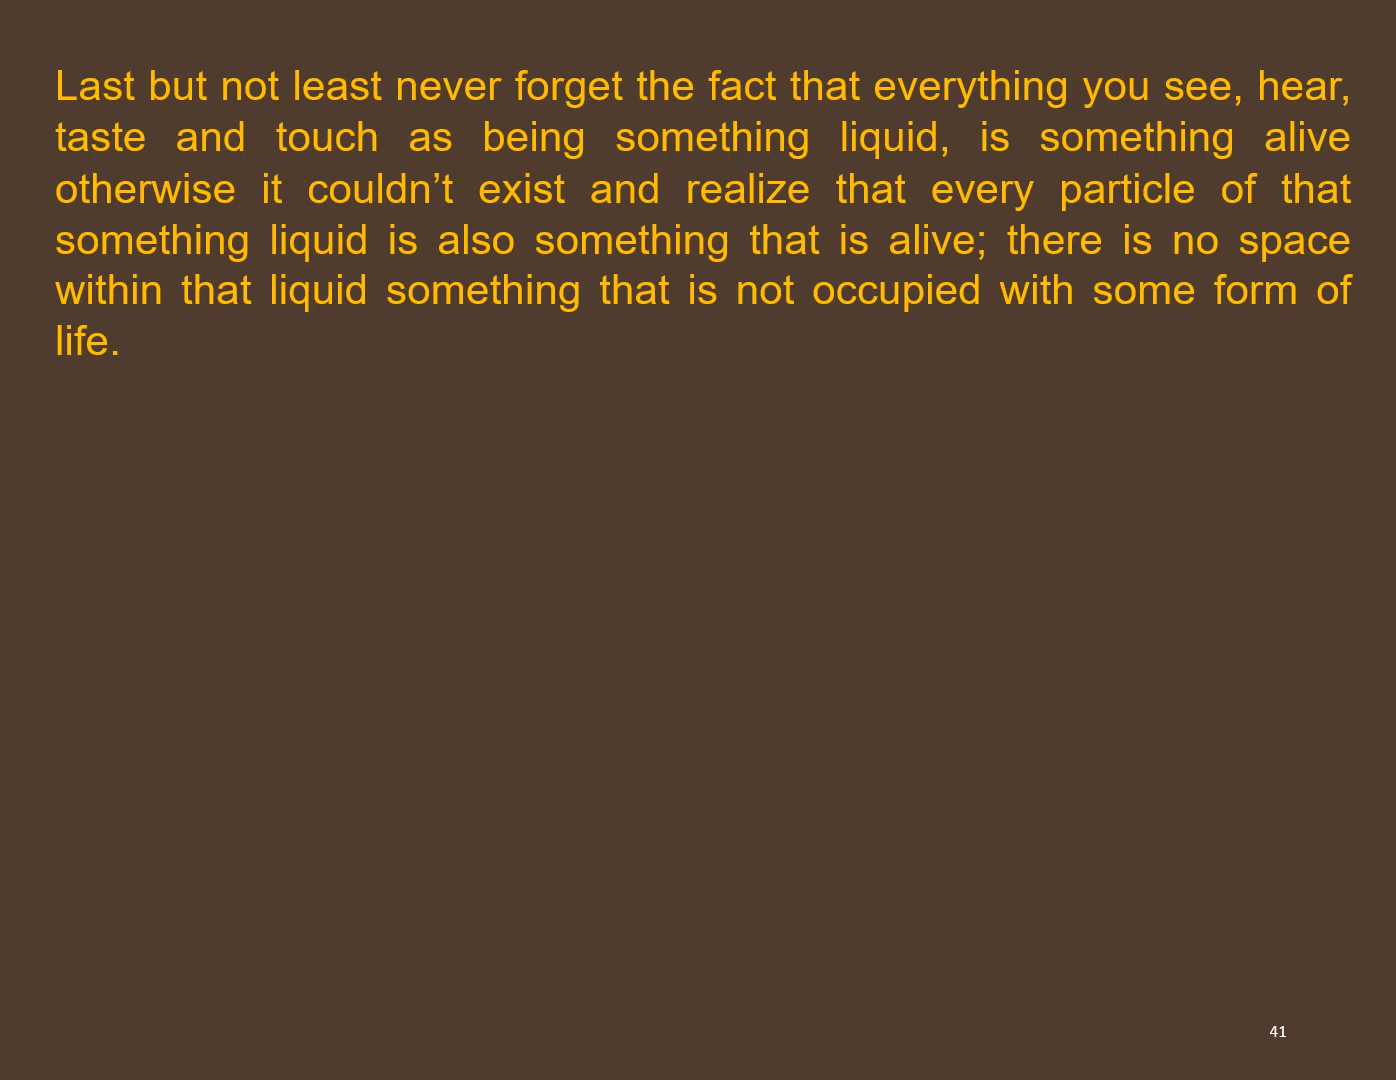 Last but not least never forget the fact that everything you see, hear,
taste and touch as being something liquid, is something alive
otherwise it couldn’t exist and realize that every particle of that
something liquid is also something that is alive; there is no space
within that liquid something that is not occupied with some form of
life.
41